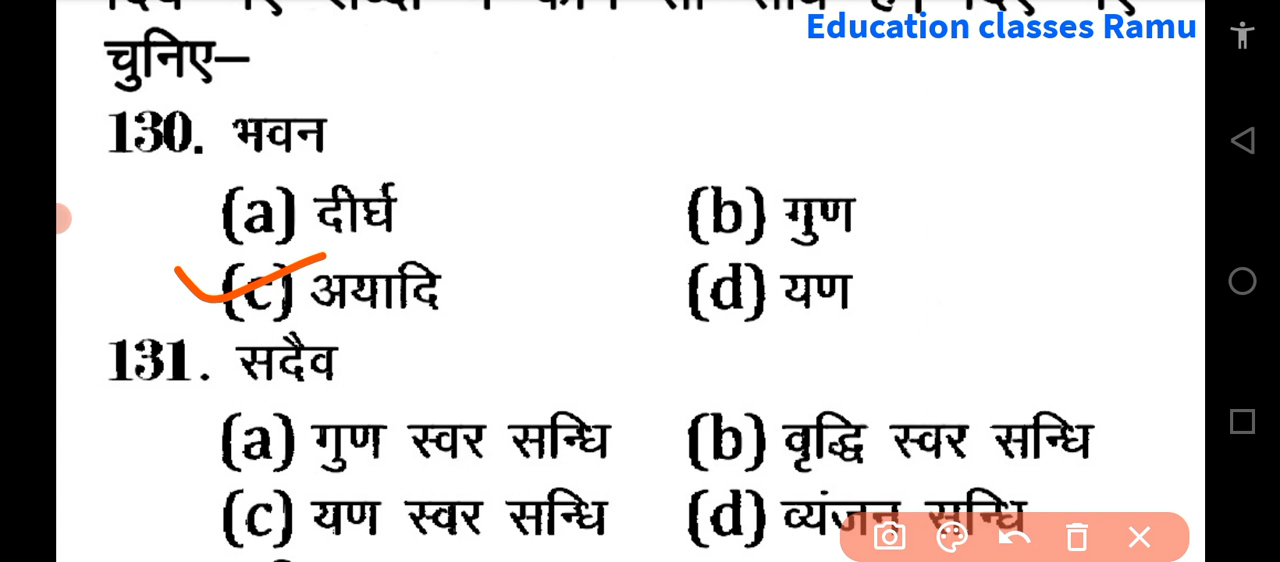 Education classes Ramu
चुनिए–
130. भवन
(a) दीर्घ (b) गुण
(c) अयादि (d) यण
131. सदैव
(a) गुण स्वर सन्धि (b) वृद्धि स्वर सन्धि
(c) यण स्वर सन्धि (d) व्यंजन सन्धि